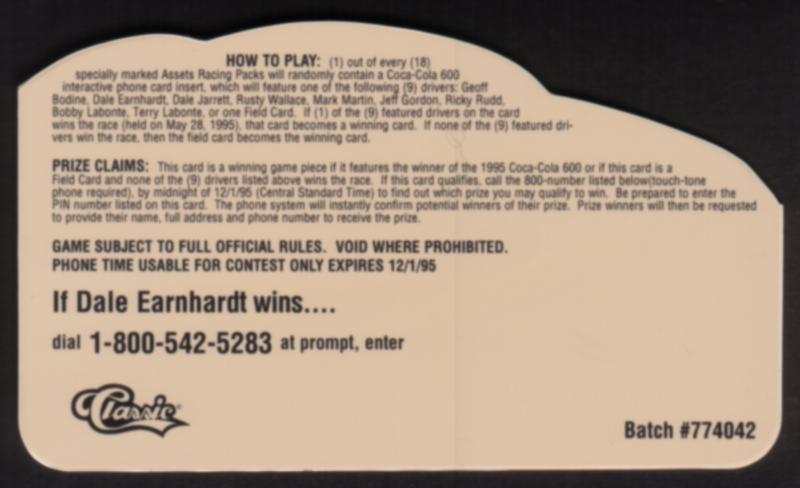 HOW TO PLAY: (1) out of every (18)
specially marked Assets Racing Packs will randomly contain a Coca-Cola 600
interactive phone card insert, which will feature one of the following (9) drivers: Geoff
Bodine, Dale Earnhardt, Dale Jarrett, Rusty Wallace, Mark Martin, Jeff Gordon, Ricky Rudd,
Bobby Labonte, Terry Labonte, or one Field Card. If (1) of the (9) featured drivers on the card
wins the race (held on May 28, 1995), that card becomes a winning card. If none of the (9) featured dri-
vers win the race, then the field card becomes the winning card.
PRIZE CLAIMS: This card is a winning game piece if it features the winner of the 1995 Coca-Cola 600 or if this card is a
Field Card and none of the (9) drivers listed above wins the race. If this card qualifies, call the 800-number listed below(touch-tone
phone required), by midnight of 12/1/95 (Central Standard Time) to find out which prize you may qualify to win. Be prepared to enter the
PIN number listed on this card. The phone system will instantly confirm potential winners of their prize. Prize winners will then be requested
to provide their name, full address and phone number to receive the prize.
GAME SUBJECT TO FULL OFFICIAL RULES. VOID WHERE PROHIBITED.
PHONE TIME USABLE FOR CONTEST ONLY EXPIRES 12/1/95
If Dale Earnhardt wins....
dial 1-800-542-5283 at prompt, enter
Classic
Batch #774042